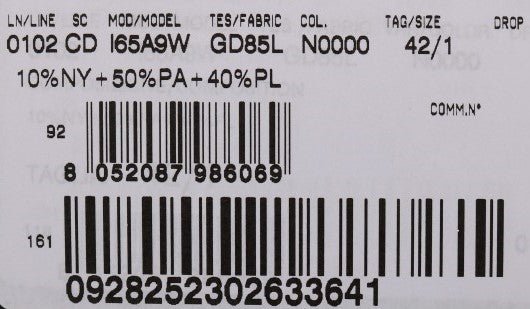 LN/LINE SC MOD/MODEL TES/FABRIC COL. TAG/SIZE DROP
0102 CD I65A9W GD85L N0000 42/1
10%NY+50%PA+40%PL
COMM.N°
92
8 052087 986069
161
0928252302633641